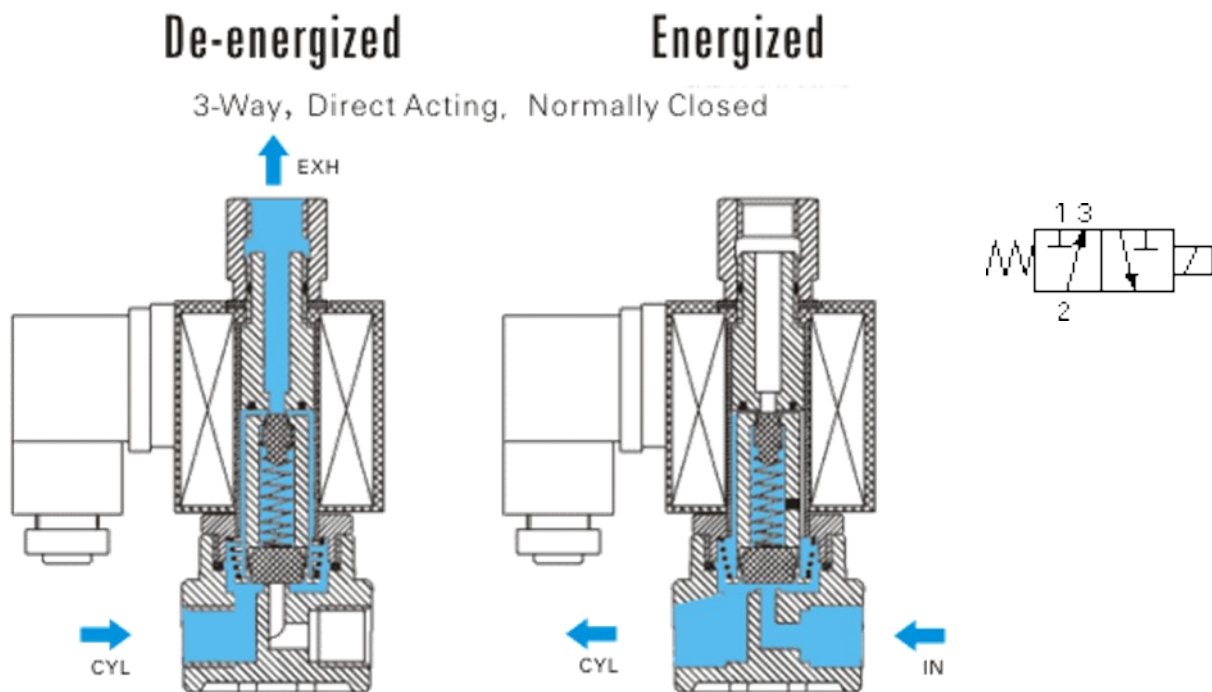 De-energized
Energized
3-Way, Direct Acting, Normally Closed
EXH
1 3
2
CYL
CYL
IN